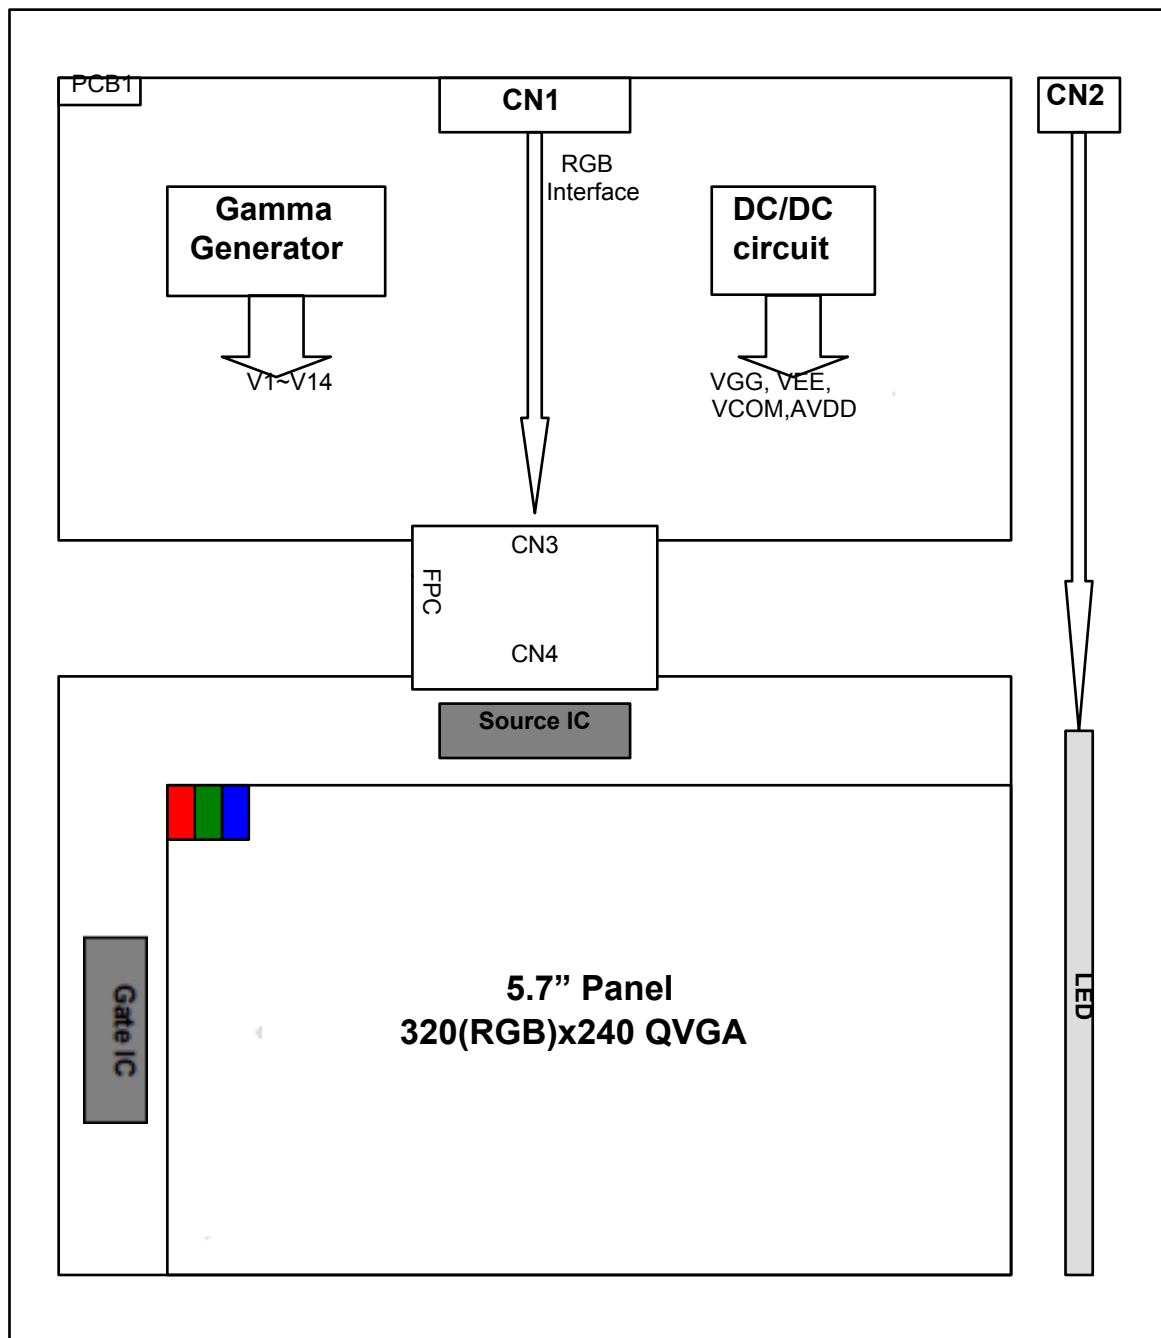 PCB1
CN1
CN2
RGB
Interface
Gamma
Generator
DC/DC
circuit
V1~V14
VGG, VEE,
VCOM,AVDD
CN3
FPC
CN4
Source IC
Gate IC
5.7” Panel
320(RGB)x240 QVGA
LED